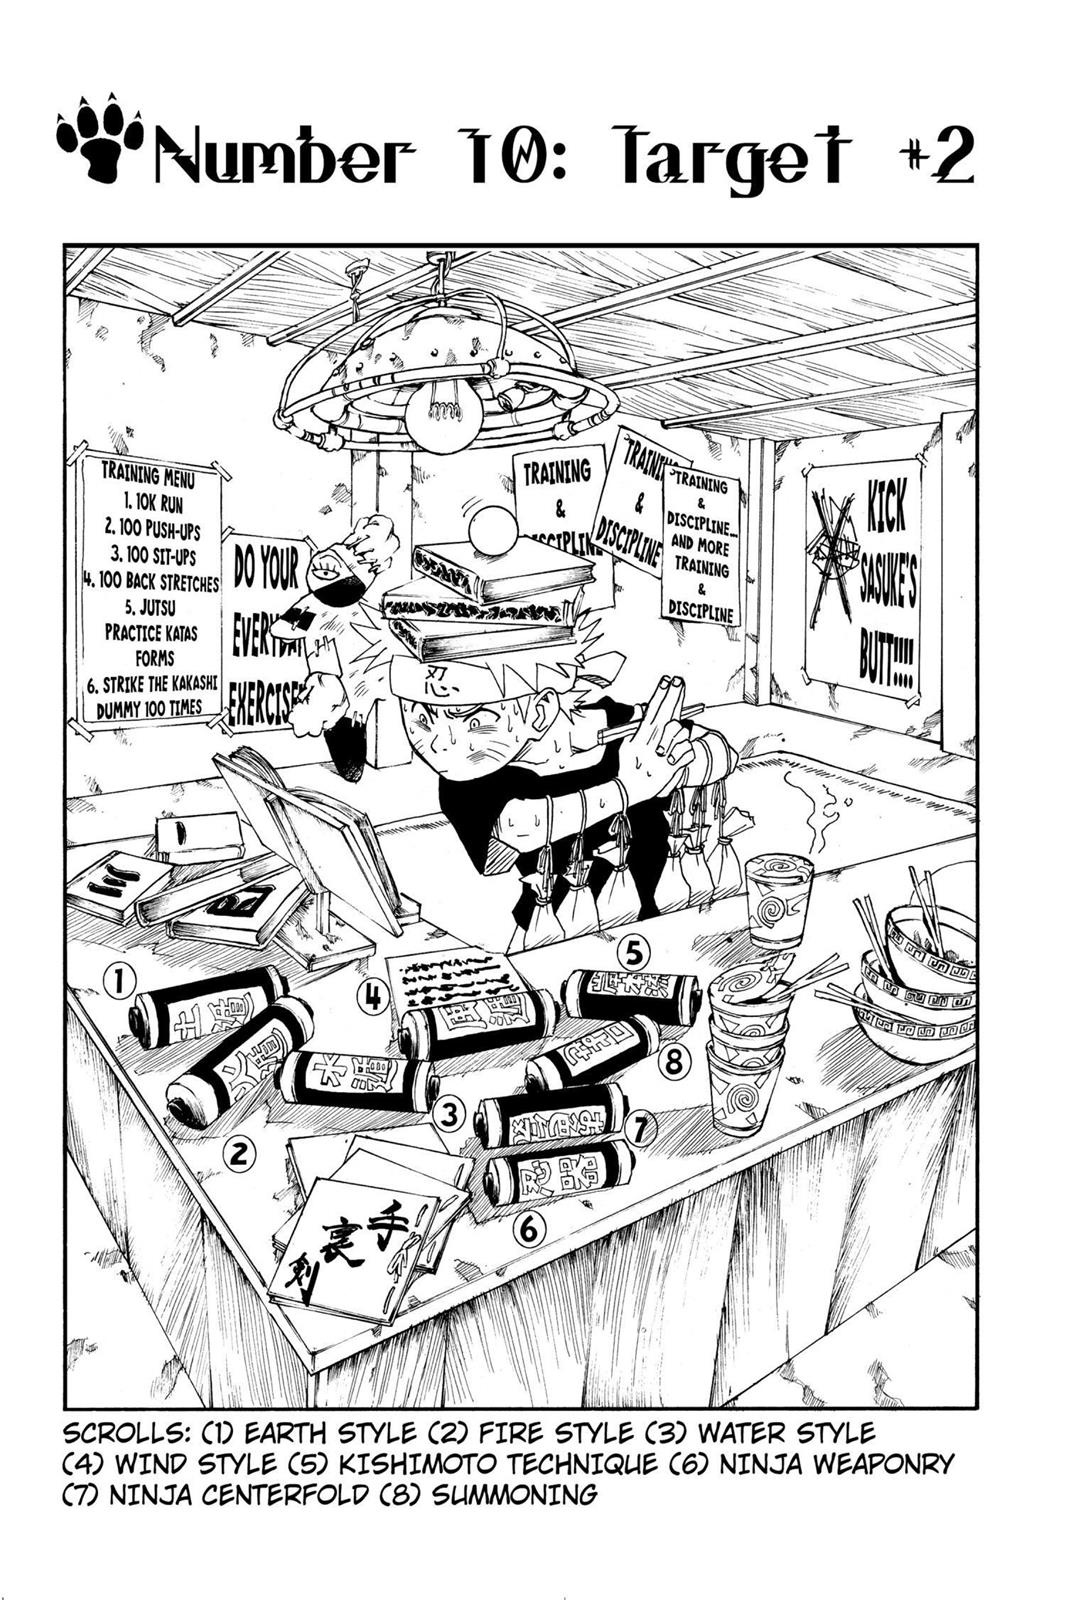 Number 10: Target #2
TRAINING MENU
1. 10K RUN
2. 100 PUSH-UPS
3. 100 SIT-UPS
4. 100 BACK STRETCHES
5. JUTSU
PRACTICE KATAS
FORMS
6. STRIKE THE KAKASHI
DUMMY 100 TIMES
DO YOUR
EVERYDAY
EXERCISE
TRAINING
&
DISCIPLINE
TRAINING
&
DISCIPLINE
TRAINING
&
DISCIPLINE...
AND MORE
TRAINING
&
DISCIPLINE
KICK
SASUKE'S
BUTT!!!!
忍
1
2
3
4
5
6
7
8
手
裏
剣
SCROLLS: (1) EARTH STYLE (2) FIRE STYLE (3) WATER STYLE
(4) WIND STYLE (5) KISHIMOTO TECHNIQUE (6) NINJA WEAPONRY
(7) NINJA CENTERFOLD (8) SUMMONING